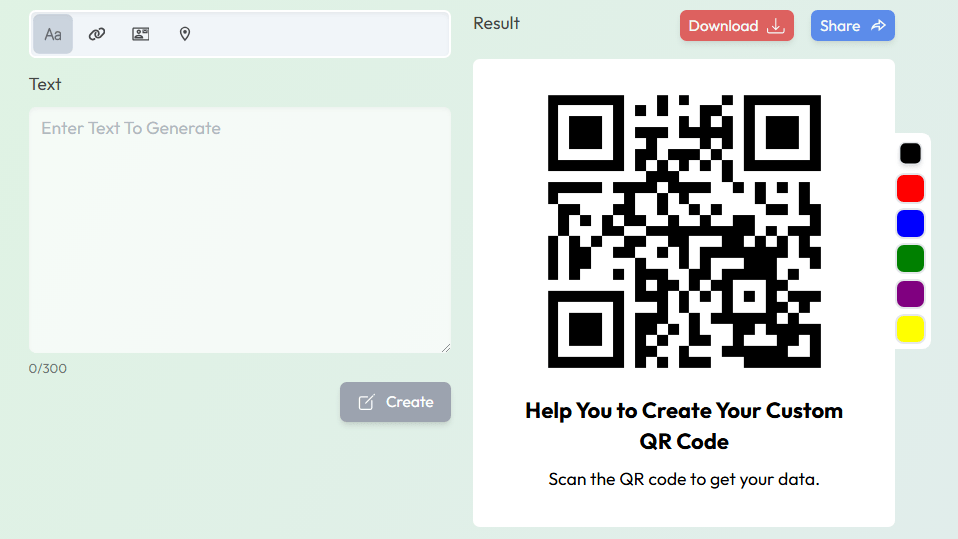 Aa
Result
Download
Share
Text
Enter Text To Generate
0/300
Create
Help You to Create Your Custom
QR Code
Scan the QR code to get your data.